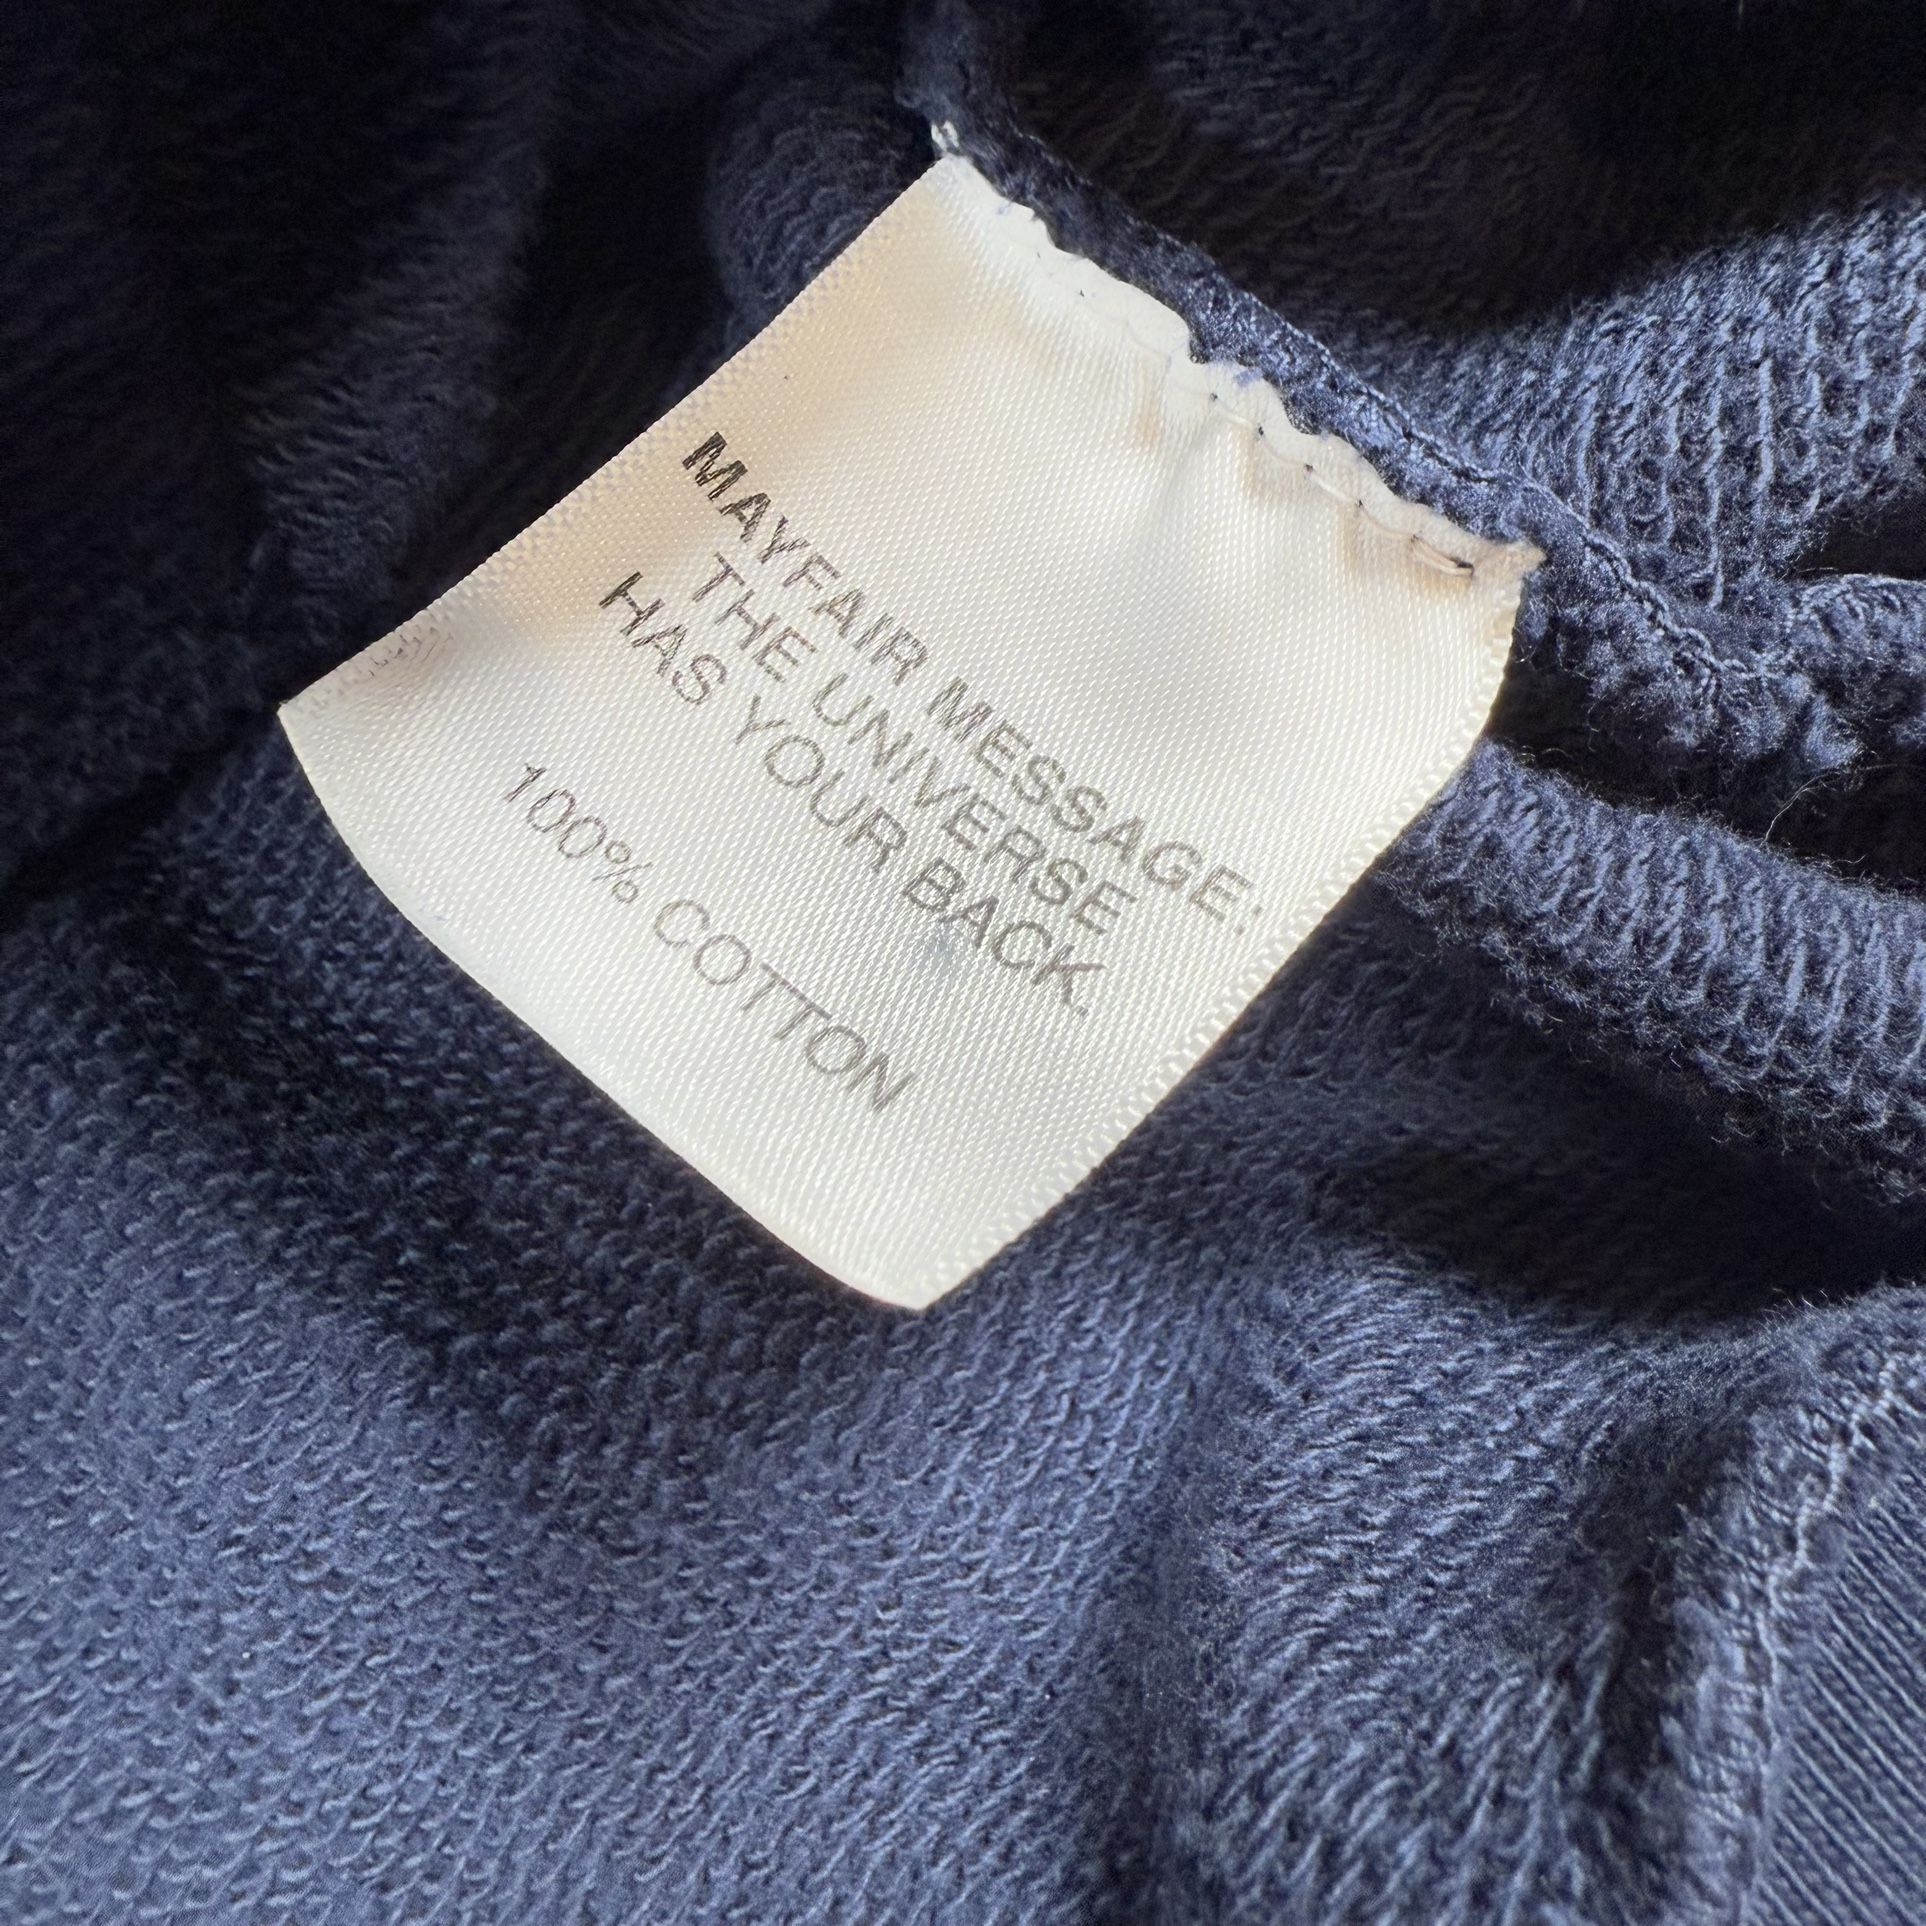 MAYFAIR MESSAGE:
THE UNIVERSE
HAS YOUR BACK.
100% COTTON